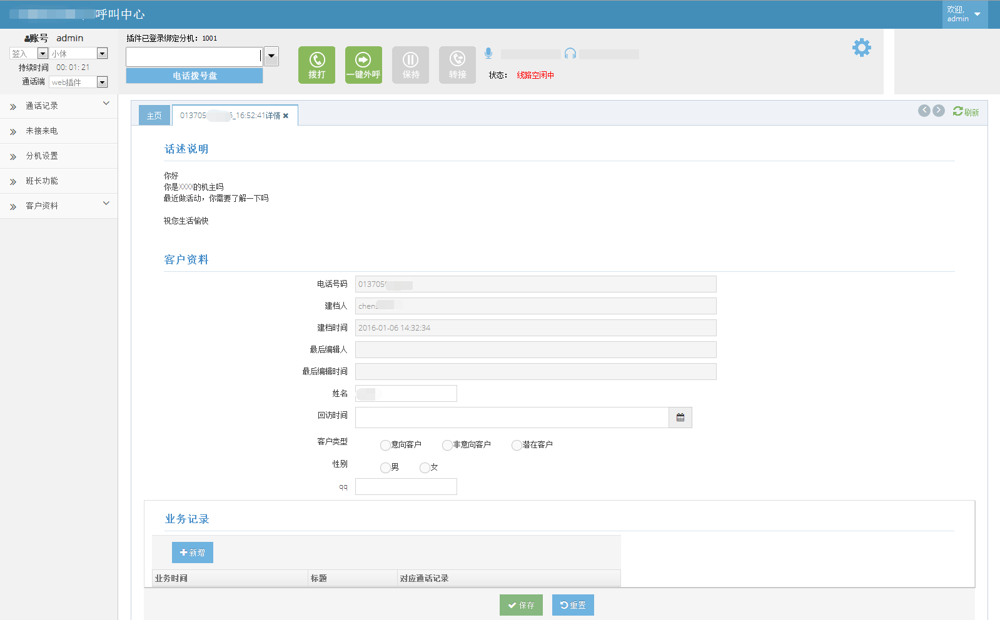 呼叫中心
欢迎,
admin
账号 admin
签入 小休
持续时间 00: 01: 21
通话端 web插件
插件已登录绑定分机：1001
电话拨号盘
拨打
一键外呼
保持
转接
状态： 线路空闲中
通话记录
未接来电
分机设置
班长功能
客户资料
主页
013705 _16:52:41详情
刷新
话述说明
你好
你是XXXX的机主吗
最近做活动，你需要了解一下吗
祝您生活愉快
客户资料
电话号码 013705
建档人 chen
建档时间 2016-01-06 14:32:34
最后编辑人
最后编辑时间
姓名
回访时间
客户类型 意向客户 非意向客户 潜在客户
性别 男 女
qq
业务记录
新增
业务时间 标题 对应通话记录
保存 重置